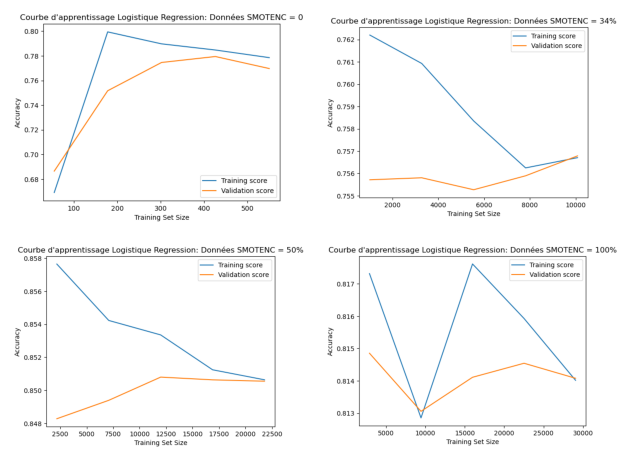 Courbe d'apprentissage Logistique Regression: Données SMOTENC = 0
0.80
0.78
0.76
0.74
0.72
0.70
0.68
Accuracy
Training score
Validation score
100 200 300 400 500
Training Set Size
Courbe d'apprentissage Logistique Regression: Données SMOTENC = 34%
0.762
0.761
0.760
0.759
0.758
0.757
0.756
0.755
Accuracy
Training score
Validation score
2000 4000 6000 8000 10000
Training Set Size
Courbe d'apprentissage Logistique Regression: Données SMOTENC = 50%
0.858
0.856
0.854
0.852
0.850
0.848
Accuracy
Training score
Validation score
2500 5000 7500 10000 12500 15000 17500 20000 22500
Training Set Size
Courbe d'apprentissage Logistique Regression: Données SMOTENC = 100%
0.817
0.816
0.815
0.814
0.813
Accuracy
Training score
Validation score
5000 10000 15000 20000 25000 30000
Training Set Size